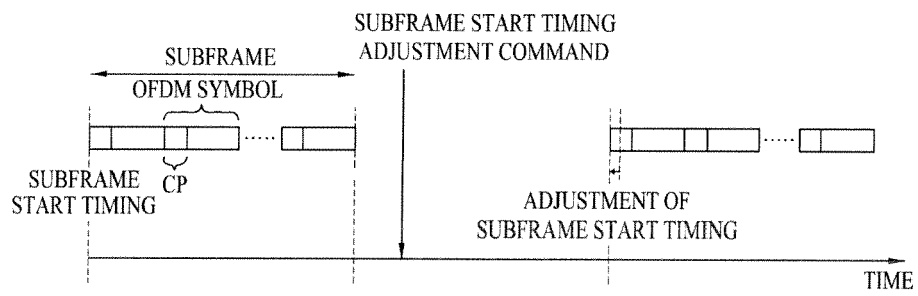 SUBFRAME START TIMING
ADJUSTMENT COMMAND
SUBFRAME
OFDM SYMBOL
CP
SUBFRAME
START TIMING
ADJUSTMENT OF
SUBFRAME START TIMING
TIME